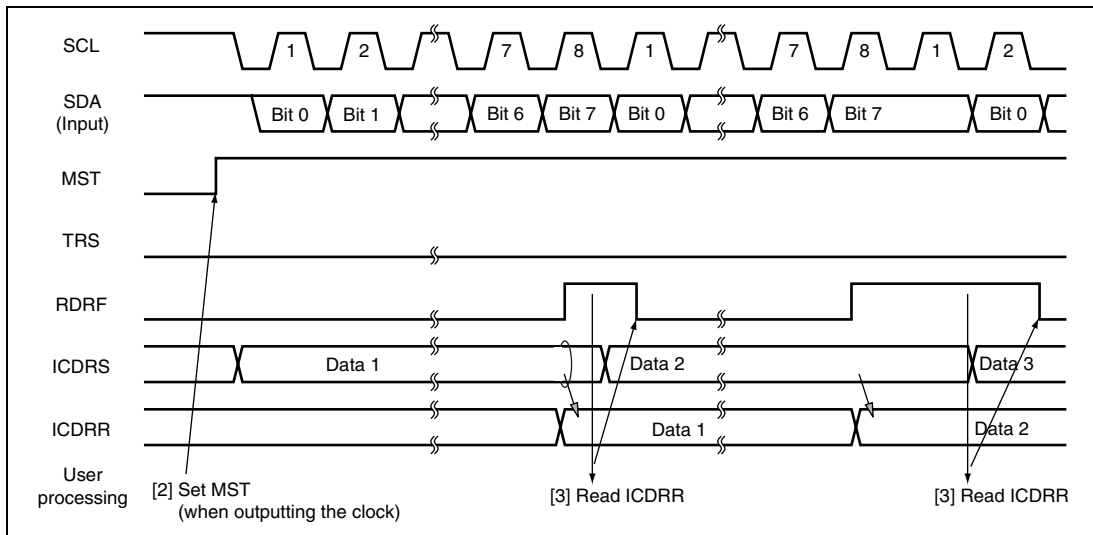 SCL 1 2 7 8 1 7 8 1 2
SDA
(Input)
Bit 0 Bit 1 Bit 6 Bit 7 Bit 0 Bit 6 Bit 7 Bit 0
MST
TRS
RDRF
ICDRS Data 1 Data 2 Data 3
ICDRR Data 1 Data 2
User
processing
[2] Set MST
(when outputting the clock)
[3] Read ICDRR
[3] Read ICDRR